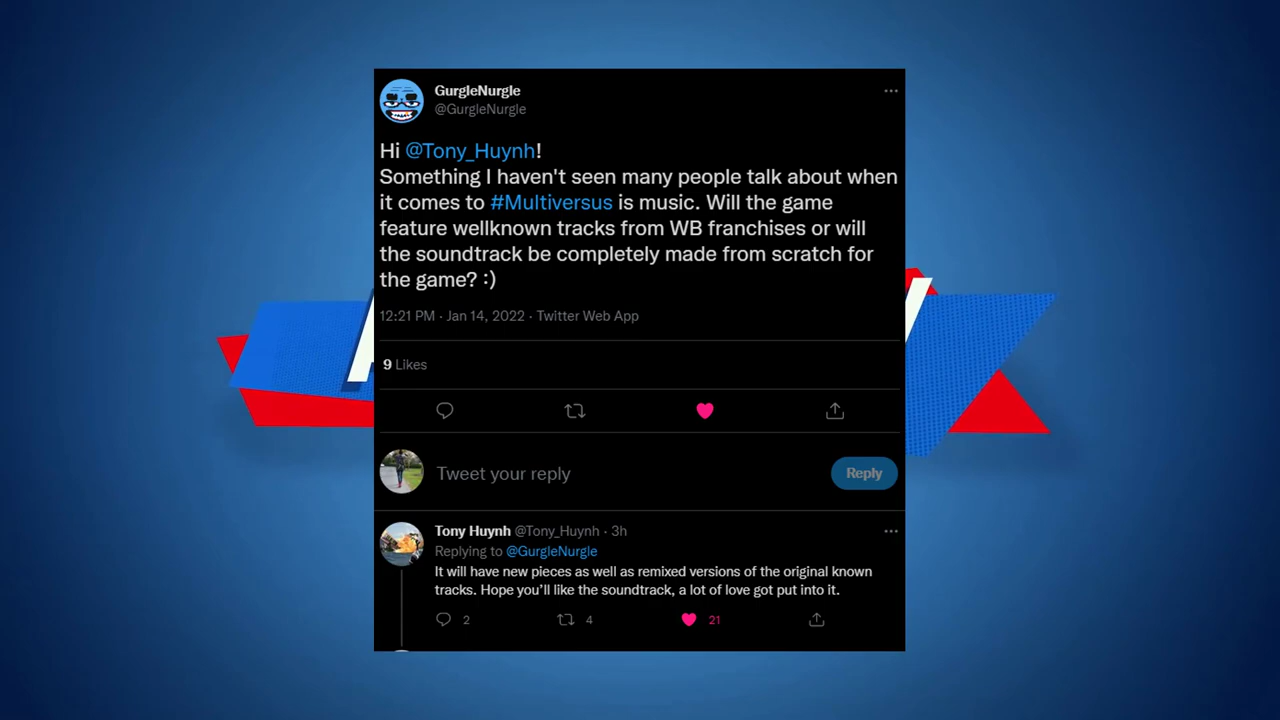 GurgleNurgle
@GurgleNurgle
Hi @Tony_Huynh!
Something I haven't seen many people talk about when
it comes to #Multiversus is music. Will the game
feature wellknown tracks from WB franchises or will
the soundtrack be completely made from scratch for
the game? :)
12:21 PM · Jan 14, 2022 · Twitter Web App
9 Likes
Tweet your reply
Reply
Tony Huynh @Tony_Huynh · 3h
Replying to @GurgleNurgle
It will have new pieces as well as remixed versions of the original known
tracks. Hope you'll like the soundtrack, a lot of love got put into it.
2 4 21